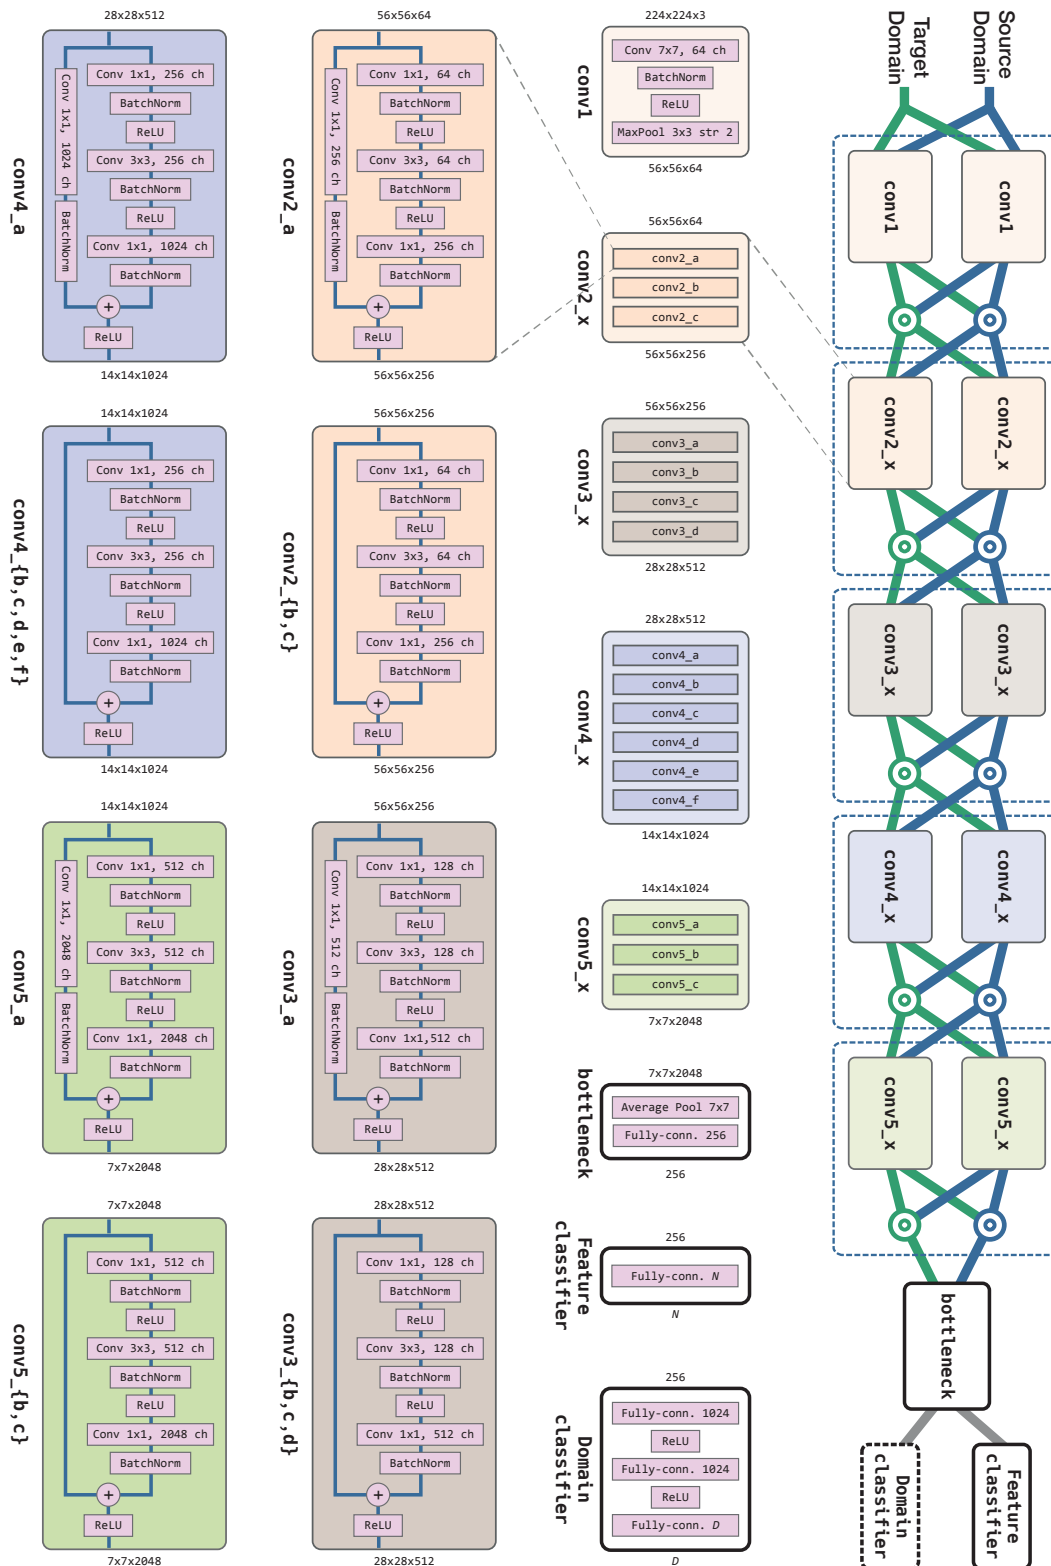 Source
Domain
Target
Domain
conv1
conv1
conv2_x
conv2_x
conv3_x
conv3_x
conv4_x
conv4_x
conv5_x
conv5_x
bottleneck
Feature
classifier
Domain
classifier
224x224x3
Conv 7x7, 64 ch
BatchNorm
ReLU
MaxPool 3x3 str 2
56x56x64
conv1
56x56x64
conv2_a
conv2_b
conv2_c
56x56x256
conv2_x
56x56x256
conv3_a
conv3_b
conv3_c
conv3_d
28x28x512
conv3_x
28x28x512
conv4_a
conv4_b
conv4_c
conv4_d
conv4_e
conv4_f
14x14x1024
conv4_x
14x14x1024
conv5_a
conv5_b
conv5_c
7x7x2048
conv5_x
7x7x2048
Average Pool 7x7
Fully-conn. 256
256
bottleneck
256
Fully-conn. N
N
Feature
classifier
256
Fully-conn. 1024
ReLU
Fully-conn. 1024
ReLU
Fully-conn. D
D
Domain
classifier
56x56x64
Conv 1x1, 64 ch
BatchNorm
ReLU
Conv 3x3, 64 ch
BatchNorm
ReLU
Conv 1x1, 256 ch
BatchNorm
Conv 1x1, 256 ch
BatchNorm
+
ReLU
56x56x256
conv2_a
56x56x256
Conv 1x1, 64 ch
BatchNorm
ReLU
Conv 3x3, 64 ch
BatchNorm
ReLU
Conv 1x1, 256 ch
BatchNorm
+
ReLU
56x56x256
conv2_{b,c}
56x56x256
Conv 1x1, 128 ch
BatchNorm
ReLU
Conv 3x3, 128 ch
BatchNorm
ReLU
Conv 1x1,512 ch
BatchNorm
Conv 1x1, 512 ch
BatchNorm
+
ReLU
28x28x512
conv3_a
28x28x512
Conv 1x1, 128 ch
BatchNorm
ReLU
Conv 3x3, 128 ch
BatchNorm
ReLU
Conv 1x1, 512 ch
BatchNorm
+
ReLU
28x28x512
conv3_{b,c,d}
28x28x512
Conv 1x1, 256 ch
BatchNorm
ReLU
Conv 3x3, 256 ch
BatchNorm
ReLU
Conv 1x1, 1024 ch
BatchNorm
Conv 1x1, 1024 ch
BatchNorm
+
ReLU
14x14x1024
conv4_a
14x14x1024
Conv 1x1, 256 ch
BatchNorm
ReLU
Conv 3x3, 256 ch
BatchNorm
ReLU
Conv 1x1, 1024 ch
BatchNorm
+
ReLU
14x14x1024
conv4_{b,c,d,e,f}
14x14x1024
Conv 1x1, 512 ch
BatchNorm
ReLU
Conv 3x3, 512 ch
BatchNorm
ReLU
Conv 1x1, 2048 ch
BatchNorm
Conv 1x1, 2048 ch
BatchNorm
+
ReLU
7x7x2048
conv5_a
7x7x2048
Conv 1x1, 512 ch
BatchNorm
ReLU
Conv 3x3, 512 ch
BatchNorm
ReLU
Conv 1x1, 2048 ch
BatchNorm
+
ReLU
7x7x2048
conv5_{b,c}